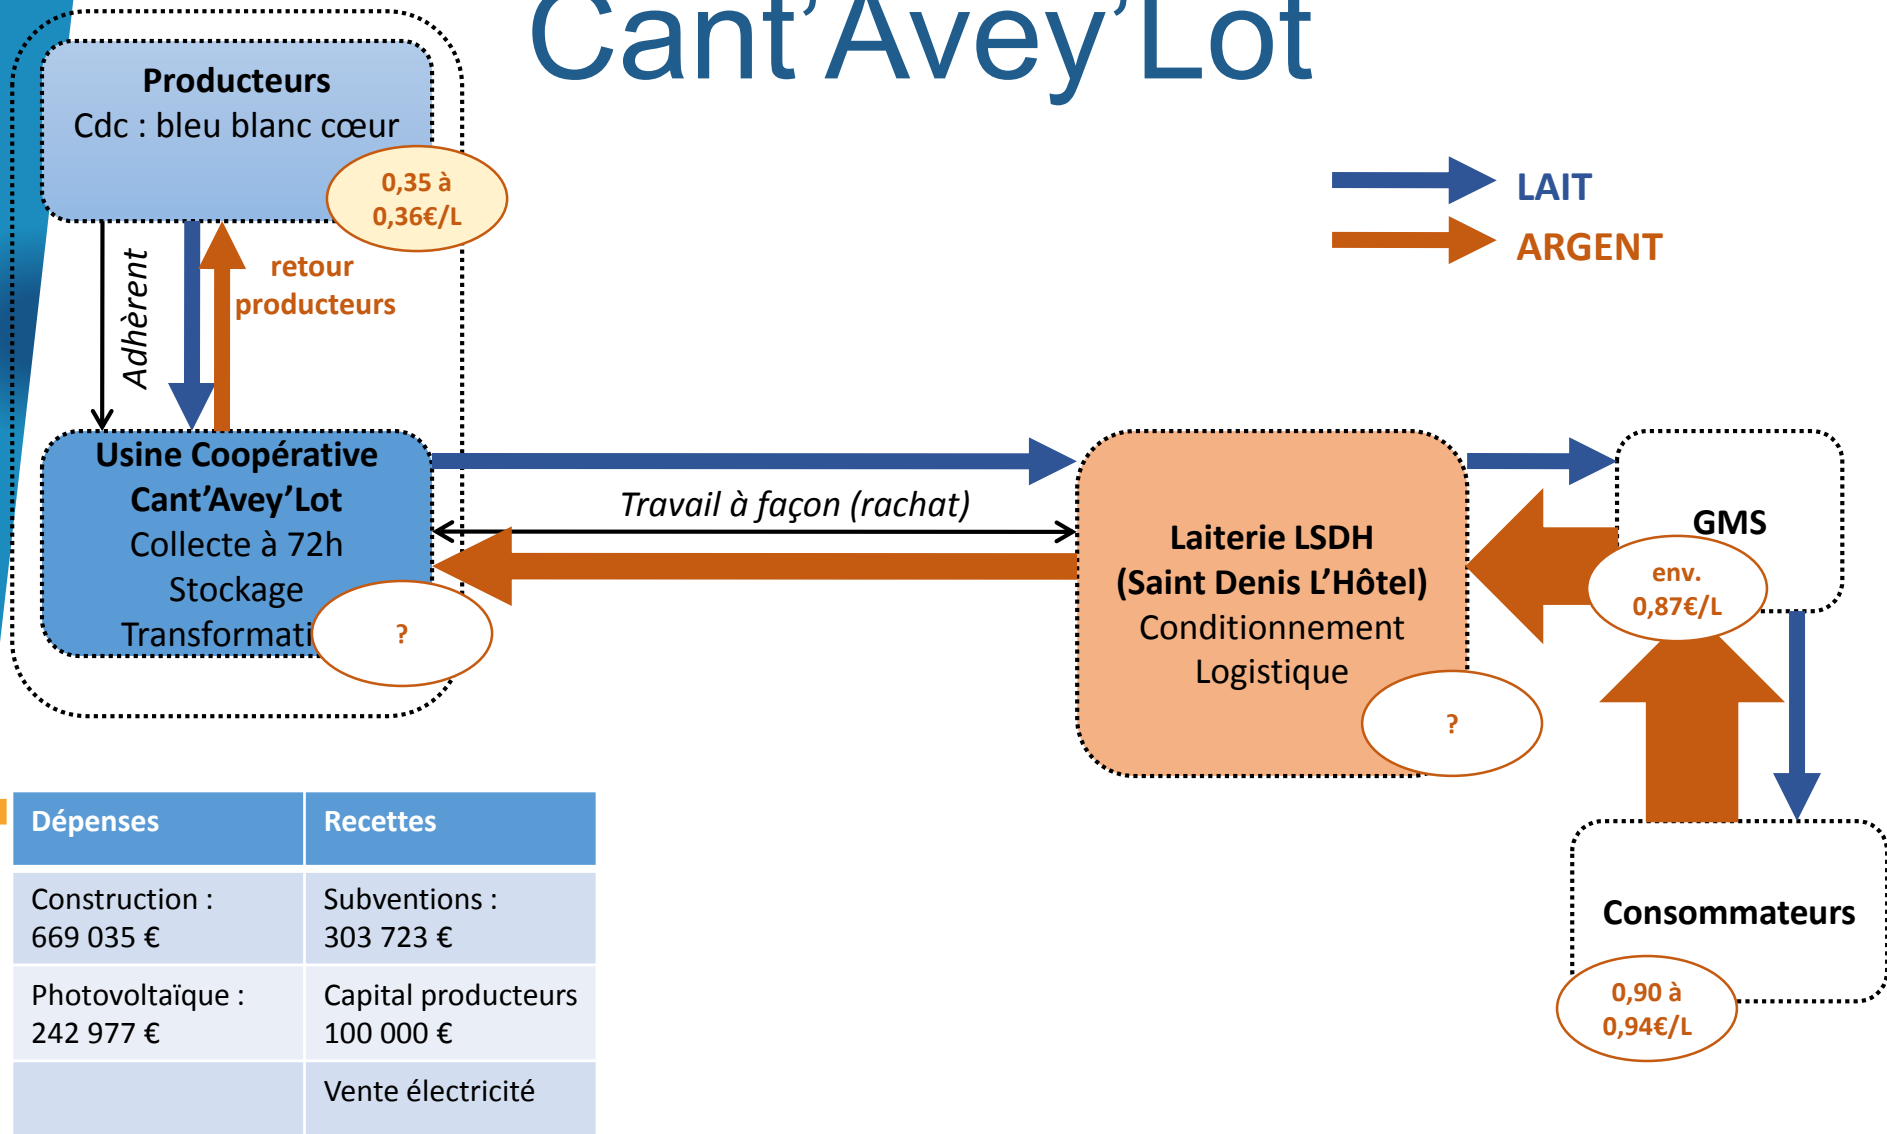 Cant’Avey’Lot
Producteurs
Cdc : bleu blanc cœur
0,35 à
0,36€/L
LAIT
ARGENT
Adhèrent
retour
producteurs
Usine Coopérative
Cant’Avey’Lot
Collecte à 72h
Stockage
Transformati
?
Travail à façon (rachat)
Laiterie LSDH
(Saint Denis L’Hôtel)
Conditionnement
Logistique
?
GMS
env.
0,87€/L
Consommateurs
0,90 à
0,94€/L
Dépenses
Recettes
Construction :
669 035 €
Subventions :
303 723 €
Photovoltaïque :
242 977 €
Capital producteurs
100 000 €
Vente électricité